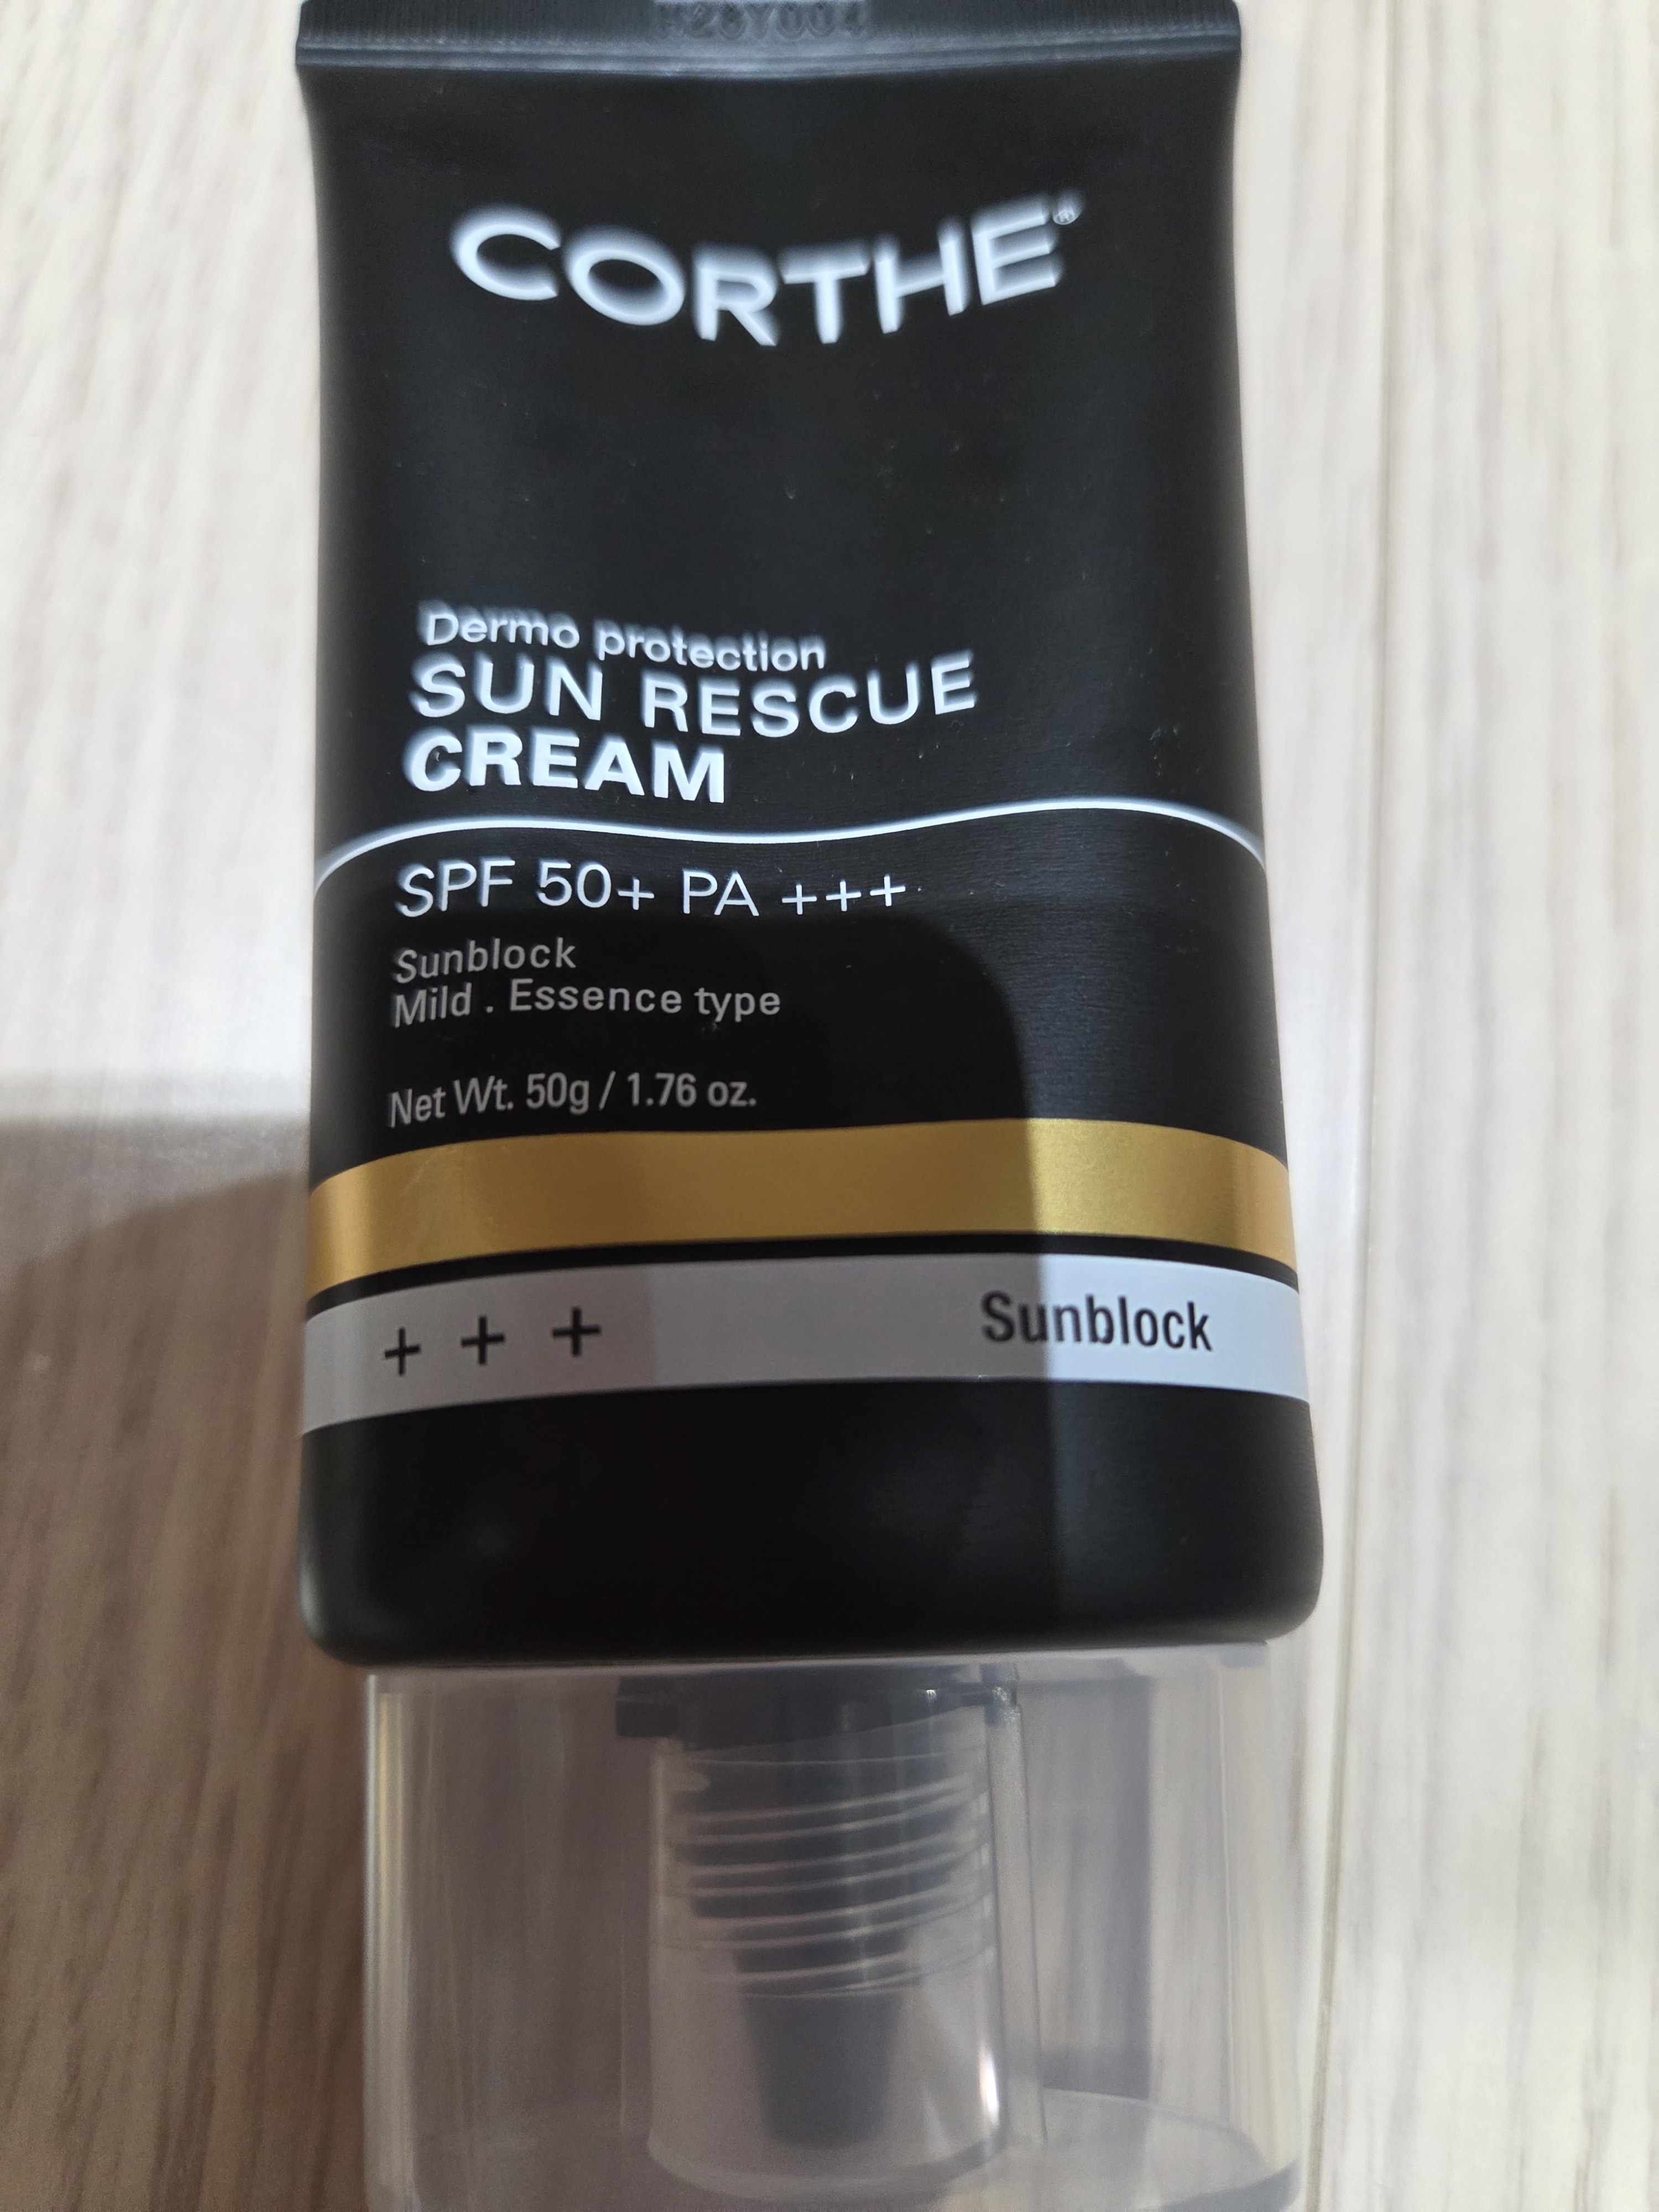 CORTHE®
Dermo protection
SUN RESCUE
CREAM
SPF 50+ PA +++
Sunblock
Mild . Essence type
Net Wt. 50g / 1.76 oz.
+ + + Sunblock